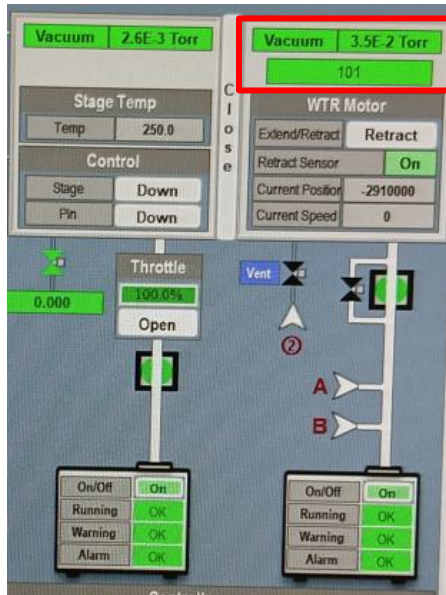 Vacuum 2.6E-3 Torr
Stage Temp
Temp 250.0
Control
Stage Down
Pin Down
Close
Vacuum 3.5E-2 Torr
101
WTR Motor
Extend/Retract Retract
Retract Sensor On
Current Position -2910000
Current Speed 0
0.000
Throttle
100.0%
Open
Vent
②
A
B
On/Off On
Running OK
Warning OK
Alarm OK
On/Off On
Running OK
Warning OK
Alarm OK